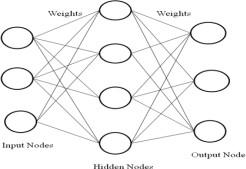 Weights Weights
Input Nodes
Output Node
Hidden Nodes